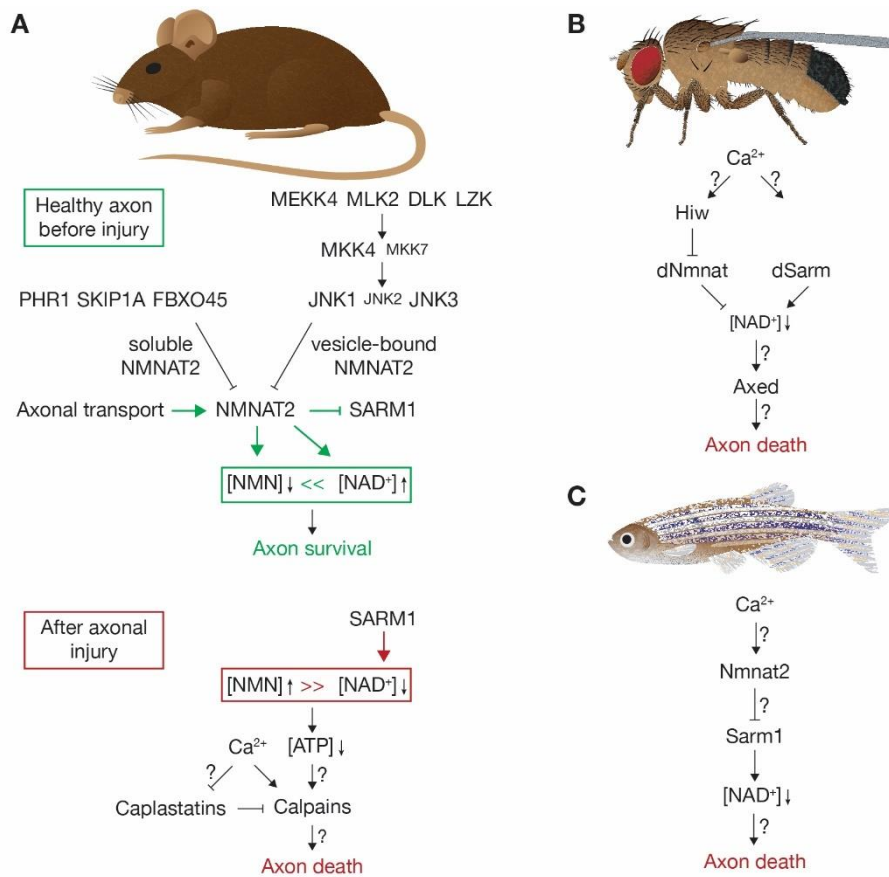 A
Healthy axon
before injury
MEKK4 MLK2 DLK LZK
MKK4 MKK7
PHR1 SKIP1A FBXO45
JNK1 JNK2 JNK3
soluble
NMNAT2
vesicle-bound
NMNAT2
Axonal transport
NMNAT2
SARM1
[NMN]↓ << [NAD⁺]↑
Axon survival
After axonal
injury
SARM1
[NMN]↑ >> [NAD⁺]↓
Ca²⁺
[ATP]↓
?
?
Caplastatins
Calpains
?
Axon death
B
Ca²⁺
?
?
Hiw
dNmnat
dSarm
[NAD⁺]↓
?
Axed
?
Axon death
C
Ca²⁺
?
Nmnat2
?
Sarm1
[NAD⁺]↓
?
Axon death